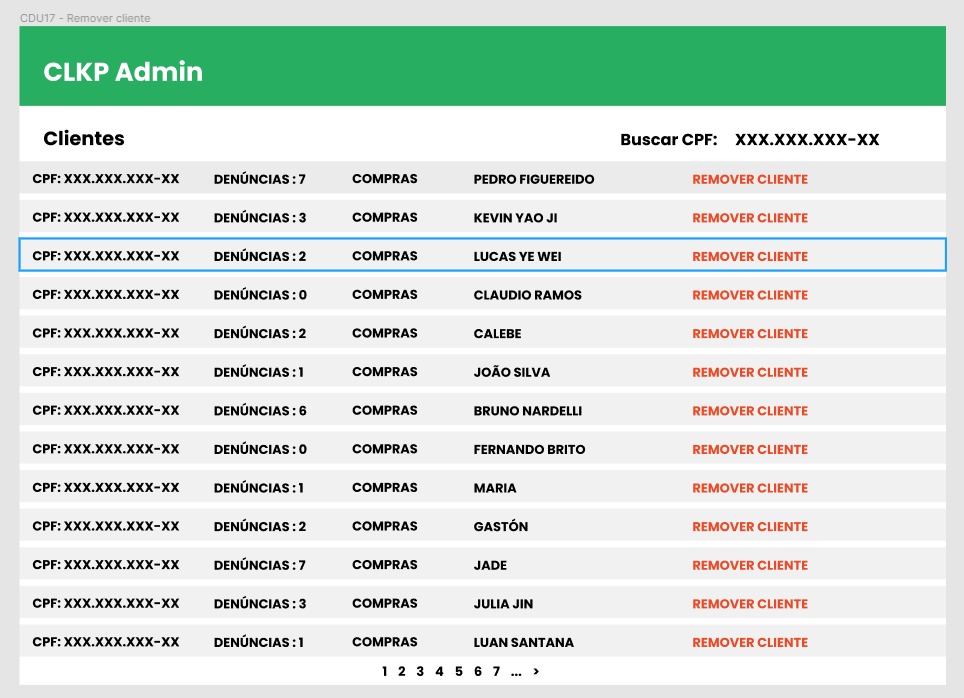 CDU17 - Remover cliente
CLKP Admin
Clientes Buscar CPF: XXX.XXX.XXX-XX
CPF: XXX.XXX.XXX-XX DENÚNCIAS : 7 COMPRAS PEDRO FIGUEREIDO REMOVER CLIENTE
CPF: XXX.XXX.XXX-XX DENÚNCIAS : 3 COMPRAS KEVIN YAO JI REMOVER CLIENTE
CPF: XXX.XXX.XXX-XX DENÚNCIAS : 2 COMPRAS LUCAS YE WEI REMOVER CLIENTE
CPF: XXX.XXX.XXX-XX DENÚNCIAS : 0 COMPRAS CLAUDIO RAMOS REMOVER CLIENTE
CPF: XXX.XXX.XXX-XX DENÚNCIAS : 2 COMPRAS CALEBE REMOVER CLIENTE
CPF: XXX.XXX.XXX-XX DENÚNCIAS : 1 COMPRAS JOÃO SILVA REMOVER CLIENTE
CPF: XXX.XXX.XXX-XX DENÚNCIAS : 6 COMPRAS BRUNO NARDELLI REMOVER CLIENTE
CPF: XXX.XXX.XXX-XX DENÚNCIAS : 0 COMPRAS FERNANDO BRITO REMOVER CLIENTE
CPF: XXX.XXX.XXX-XX DENÚNCIAS : 1 COMPRAS MARIA REMOVER CLIENTE
CPF: XXX.XXX.XXX-XX DENÚNCIAS : 2 COMPRAS GASTÓN REMOVER CLIENTE
CPF: XXX.XXX.XXX-XX DENÚNCIAS : 7 COMPRAS JADE REMOVER CLIENTE
CPF: XXX.XXX.XXX-XX DENÚNCIAS : 3 COMPRAS JULIA JIN REMOVER CLIENTE
CPF: XXX.XXX.XXX-XX DENÚNCIAS : 1 COMPRAS LUAN SANTANA REMOVER CLIENTE
1 2 3 4 5 6 7 ... >